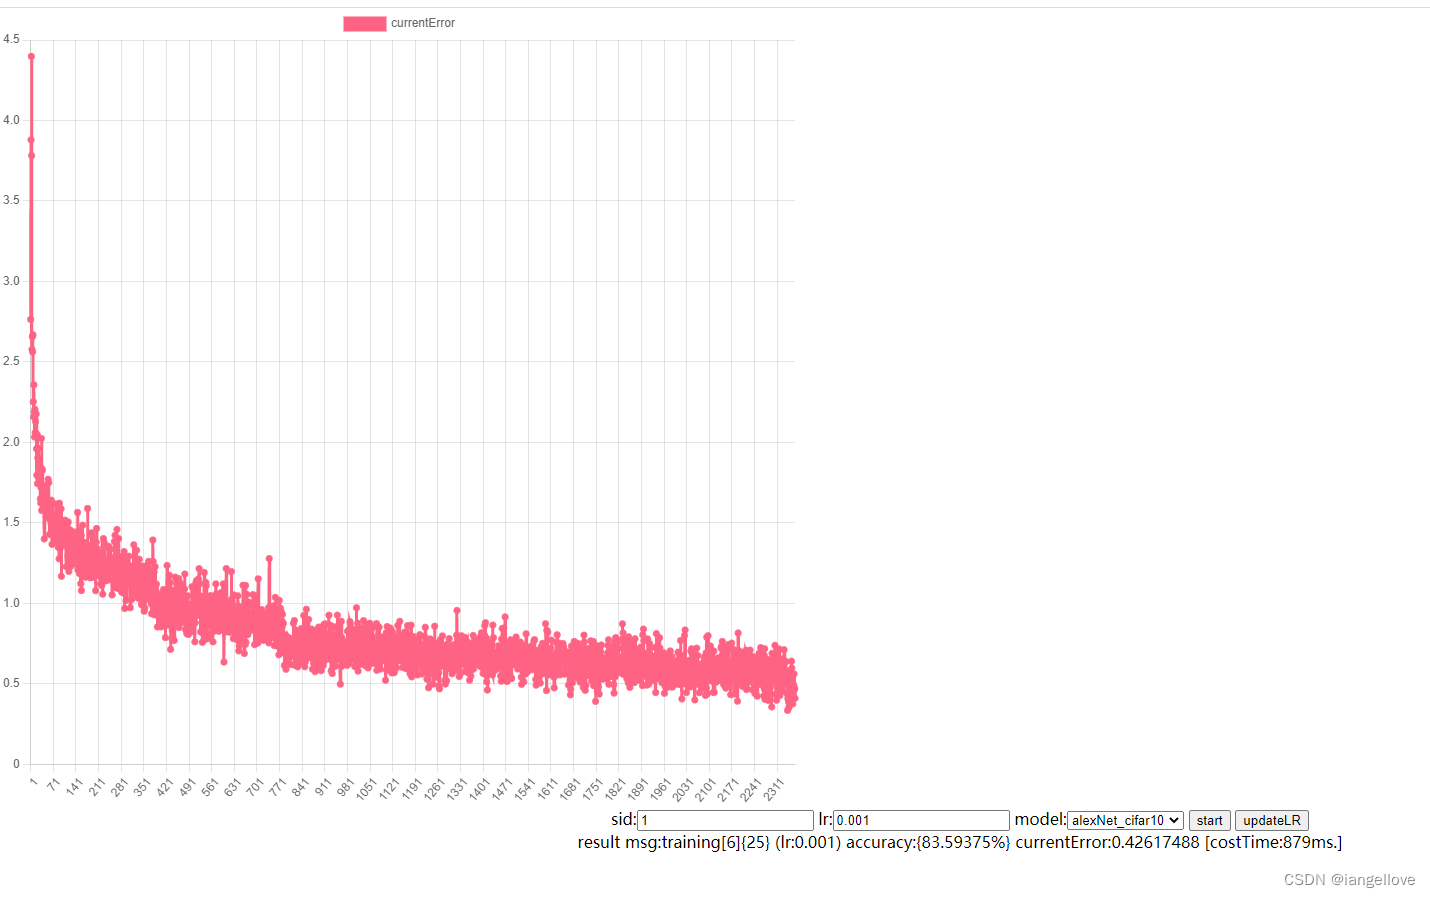 currentError
4.5
4.0
3.5
3.0
2.5
2.0
1.5
1.0
0.5
0
1 71 141 211 281 351 421 491 561 631 701 771 841 911 981 1051 1121 1191 1261 1331 1401 1471 1541 1611 1681 1751 1821 1891 1961 2031 2101 2171 2241 2311
sid:1 lr:0.001 model:alexNet_cifar10 start updateLR
result msg:training[6]{25} (lr:0.001) accuracy:{83.59375%} currentError:0.42617488 [costTime:879ms.]
CSDN @iangellove